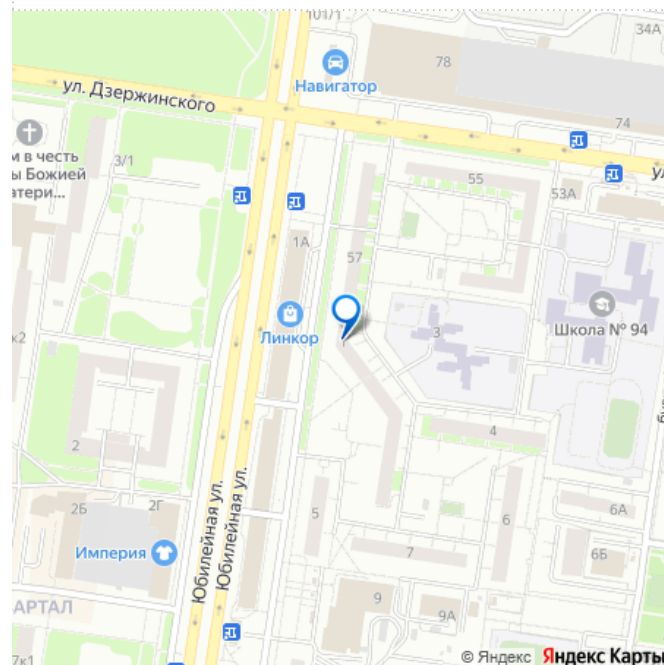 101/1
34А
78
Навигатор
ул. Дзержинского
74
м в честь
ы Божией
атери...
3/1
55
53А
ул
1А
57
Линкор
3
Школа № 94
к2
2
4
2Б
2Г
5
6
6А
Империя
7
6Б
Юбилейная ул.
Юбилейная ул.
АРТАЛ
9
9А
7к1
© Яндекс Яндекс Карты